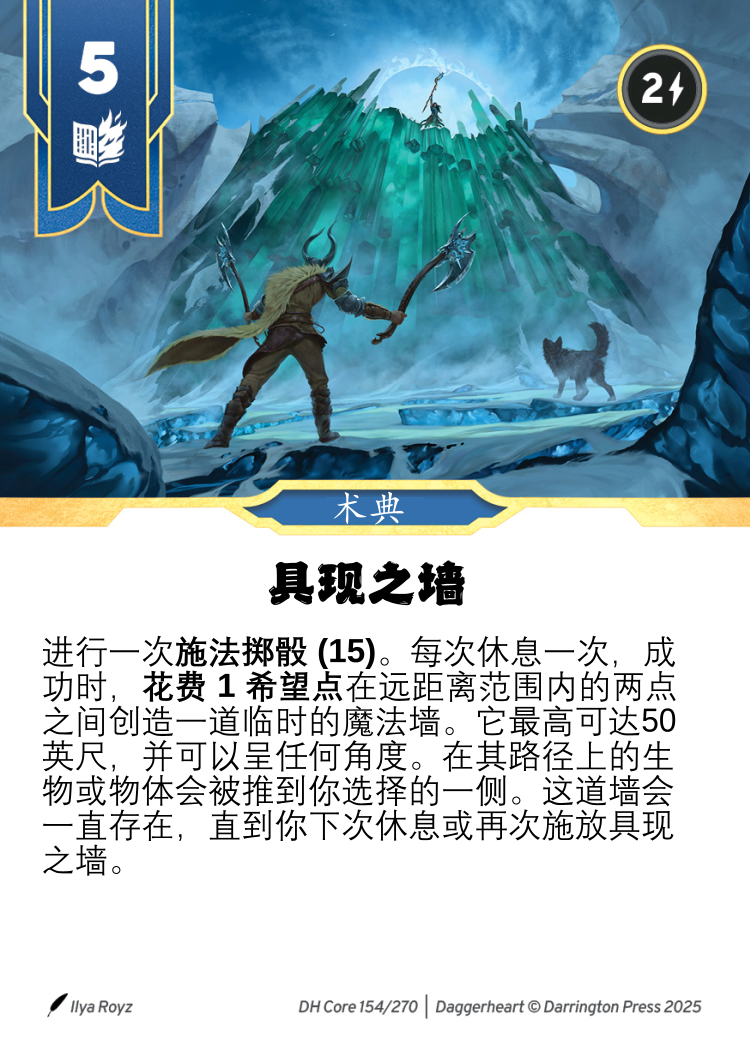 5
2
术典
具现之墙
进行一次施法掷骰 (15)。每次休息一次，成
功时，花费 1 希望点在远距离范围内的两点
之间创造一道临时的魔法墙。它最高可达50
英尺，并可以呈任何角度。在其路径上的生
物或物体会被推到你选择的一侧。这道墙会
一直存在，直到你下次休息或再次施放具现
之墙。
Ilya Royz
DH Core 154/270 | Daggerheart © Darrington Press 2025